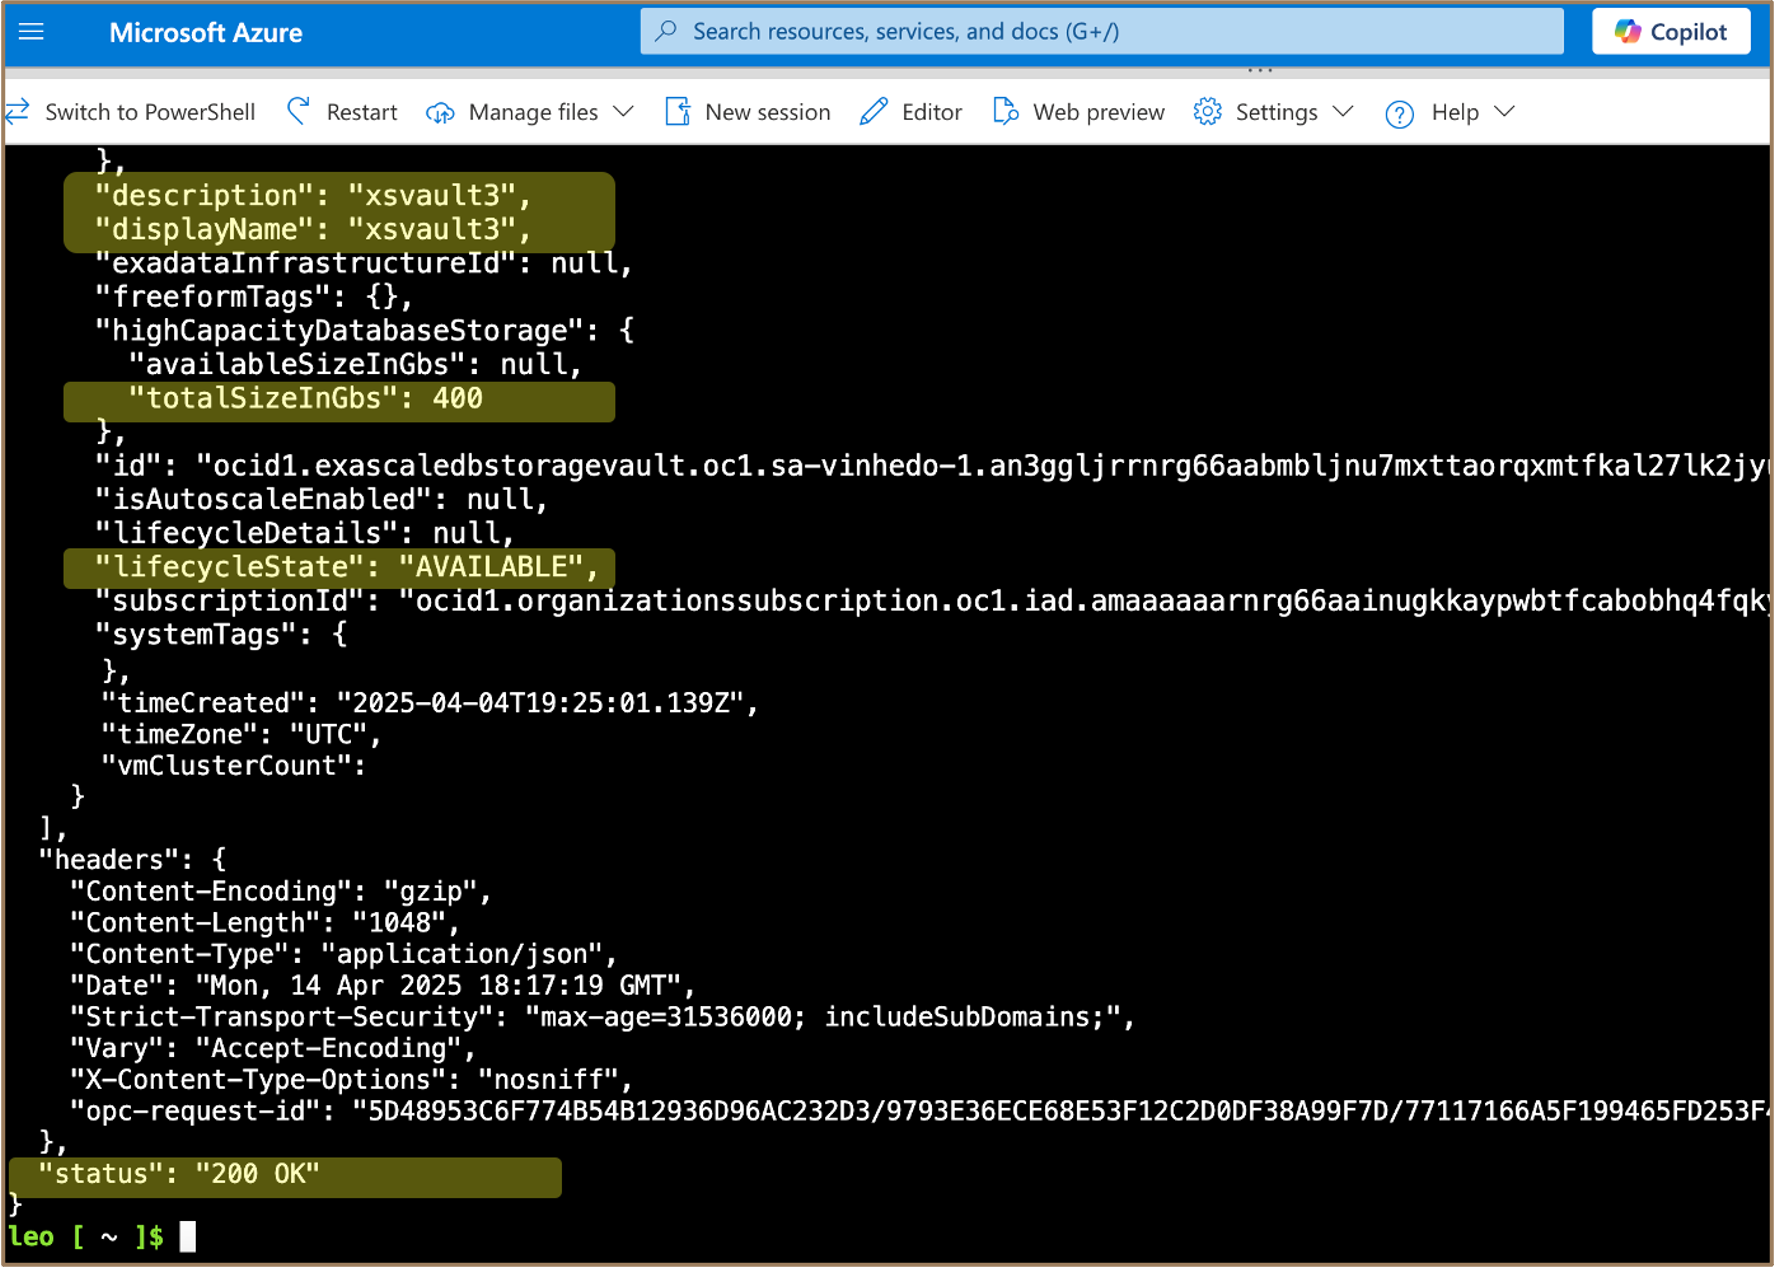 Microsoft Azure
Search resources, services, and docs (G+/)
Copilot
...
Switch to PowerShell Restart Manage files New session Editor Web preview Settings Help
},
"description": "xsvault3",
"displayName": "xsvault3",
"exadataInfrastructureId": null,
"freeformTags": {},
"highCapacityDatabaseStorage": {
"availableSizeInGbs": null,
"totalSizeInGbs": 400
},
"id": "ocid1.exascaledbstoragevault.oc1.sa-vinhedo-1.an3ggljrrnrg66aabmbljnu7mxttaorqxmtfkal27lk2jy
"isAutoscaleEnabled": null,
"lifecycleDetails": null,
"lifecycleState": "AVAILABLE",
"subscriptionId": "ocid1.organizationssubscription.oc1.iad.amaaaaaarnrg66aainugkkaypwbtfcabobhq4fqk
"systemTags": {
},
"timeCreated": "2025-04-04T19:25:01.139Z",
"timeZone": "UTC",
"vmClusterCount":
}
],
"headers": {
"Content-Encoding": "gzip",
"Content-Length": "1048",
"Content-Type": "application/json",
"Date": "Mon, 14 Apr 2025 18:17:19 GMT",
"Strict-Transport-Security": "max-age=31536000; includeSubDomains;",
"Vary": "Accept-Encoding",
"X-Content-Type-Options": "nosniff",
"opc-request-id": "5D48953C6F774B54B12936D96AC232D3/9793E36ECE68E53F12C2D0DF38A99F7D/77117166A5F199465FD253F
},
"status": "200 OK"
}
leo [ ~ ]$